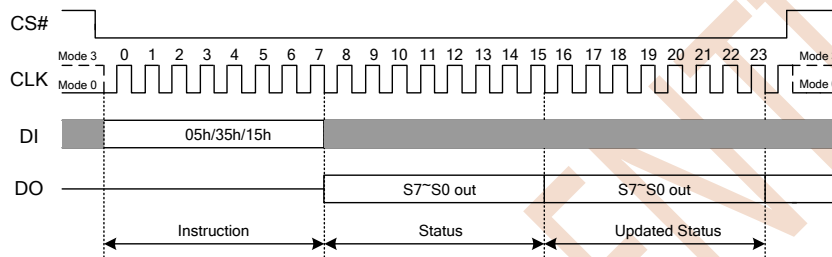 CS#
Mode 3 0 1 2 3 4 5 6 7 8 9 10 11 12 13 14 15 16 17 18 19 20 21 22 23 Mode
CLK
Mode 0 Mode
DI 05h/35h/15h
DO S7~S0 out S7~S0 out
Instruction Status Updated Status